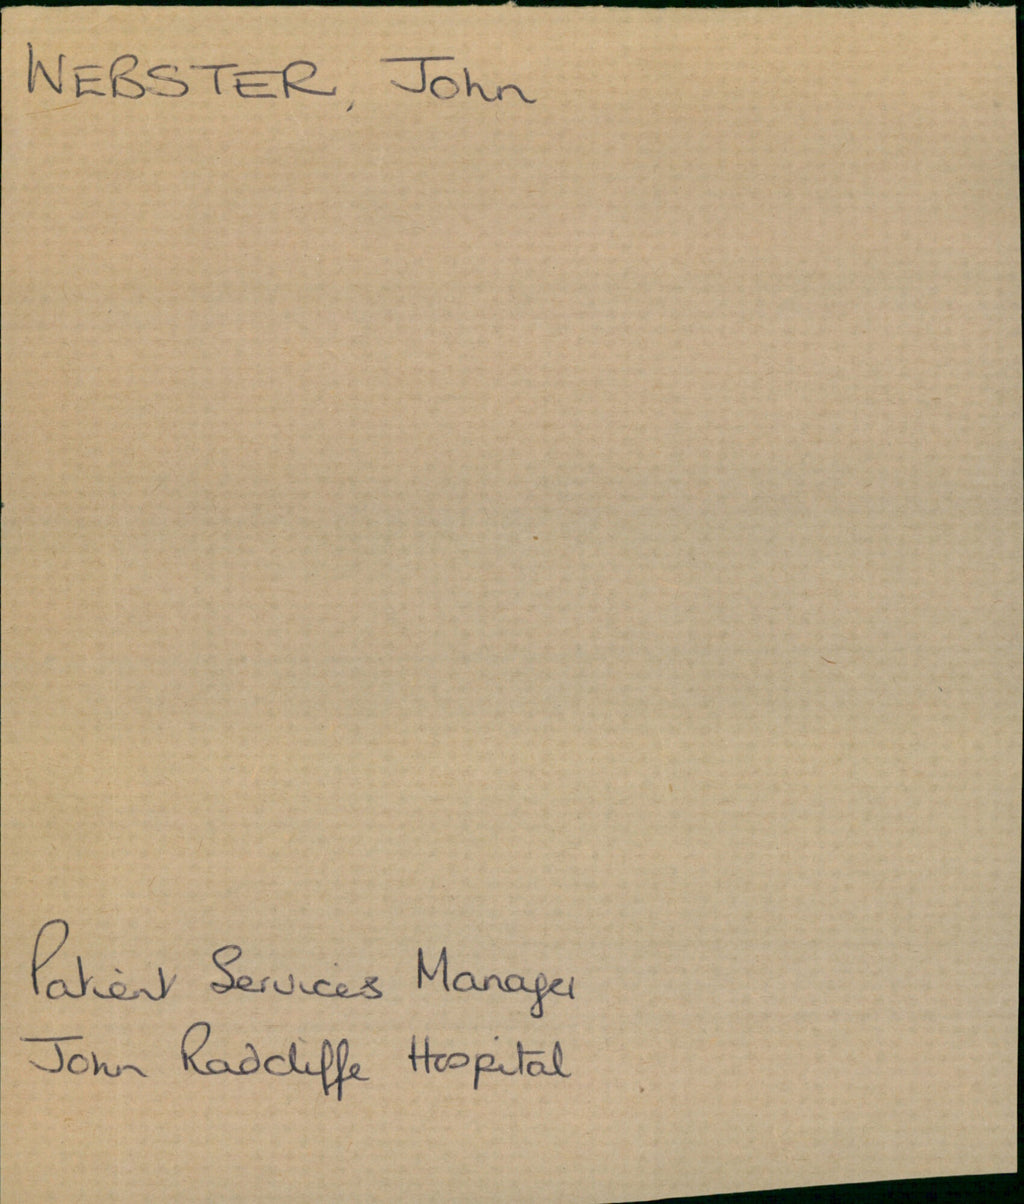 WEBSTER, John
Patient Services Manager
John Radcliffe Hospital